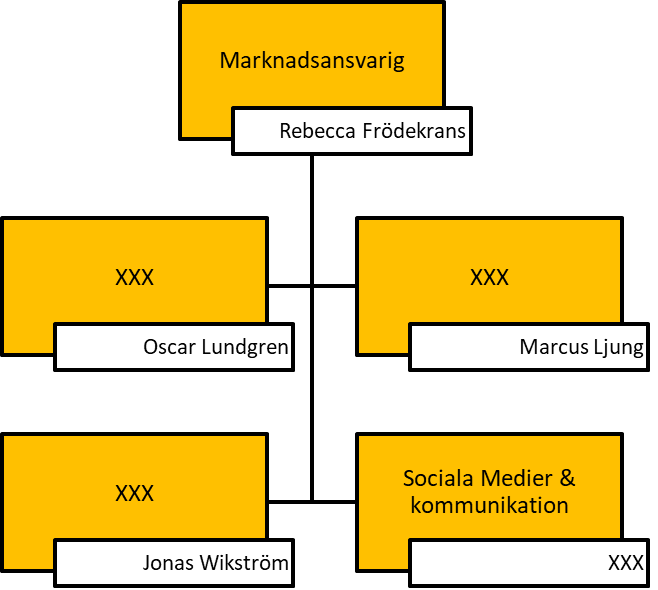 Marknadsansvarig
Rebecca Frödekrans
XXX
Oscar Lundgren
XXX
Marcus Ljung
XXX
Jonas Wikström
Sociala Medier &
kommunikation
XXX